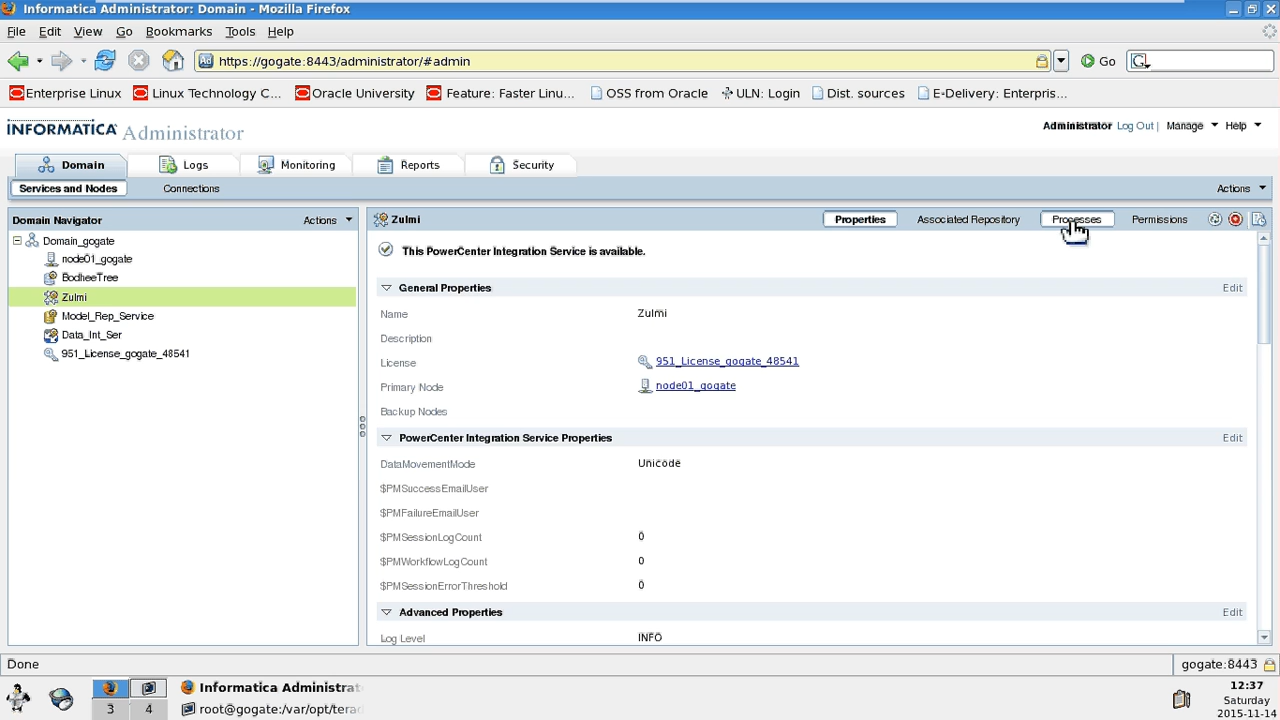 Informatica Administrator: Domain - Mozilla Firefox
File Edit View Go Bookmarks Tools Help
Ad https://gogate:8443/administrator/#admin Go G
Enterprise Linux Linux Technology C... Oracle University Feature: Faster Linu... OSS from Oracle ULN: Login Dist. sources E-Delivery: Enterpris...
INFORMATICA Administrator Administrator Log Out | Manage Help
Domain Logs Monitoring Reports Security
Services and Nodes Connections Actions
Domain Navigator Actions
Domain_gogate
node01_gogate
BodheeTree
Zulmi
Model_Rep_Service
Data_Int_Ser
951_License_gogate_48541
Zulmi Properties Associated Repository Processes Permissions
This PowerCenter Integration Service is available.
General Properties Edit
Name Zulmi
Description
License 951_License_gogate_48541
Primary Node node01_gogate
Backup Nodes
PowerCenter Integration Service Properties Edit
DataMovementMode Unicode
$PMSuccessEmailUser
$PMFailureEmailUser
$PMSessionLogCount 0
$PMWorkflowLogCount 0
$PMSessionErrorThreshold 0
Advanced Properties Edit
Log Level INFO
Done gogate:8443
3 4
Informatica Administrat
root@gogate:/var/opt/tera
12:37
Saturday
2015-11-14